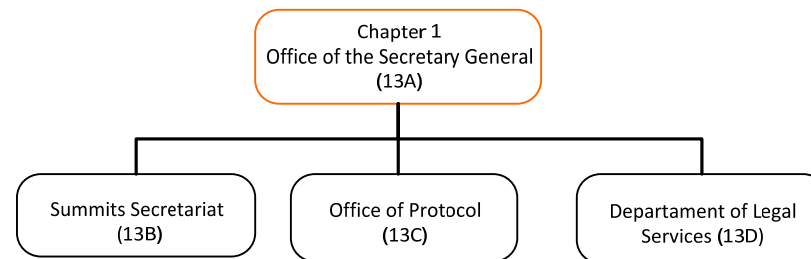 Chapter 1
Office of the Secretary General
(13A)
Summits Secretariat
(13B)
Office of Protocol
(13C)
Departament of Legal
Services (13D)